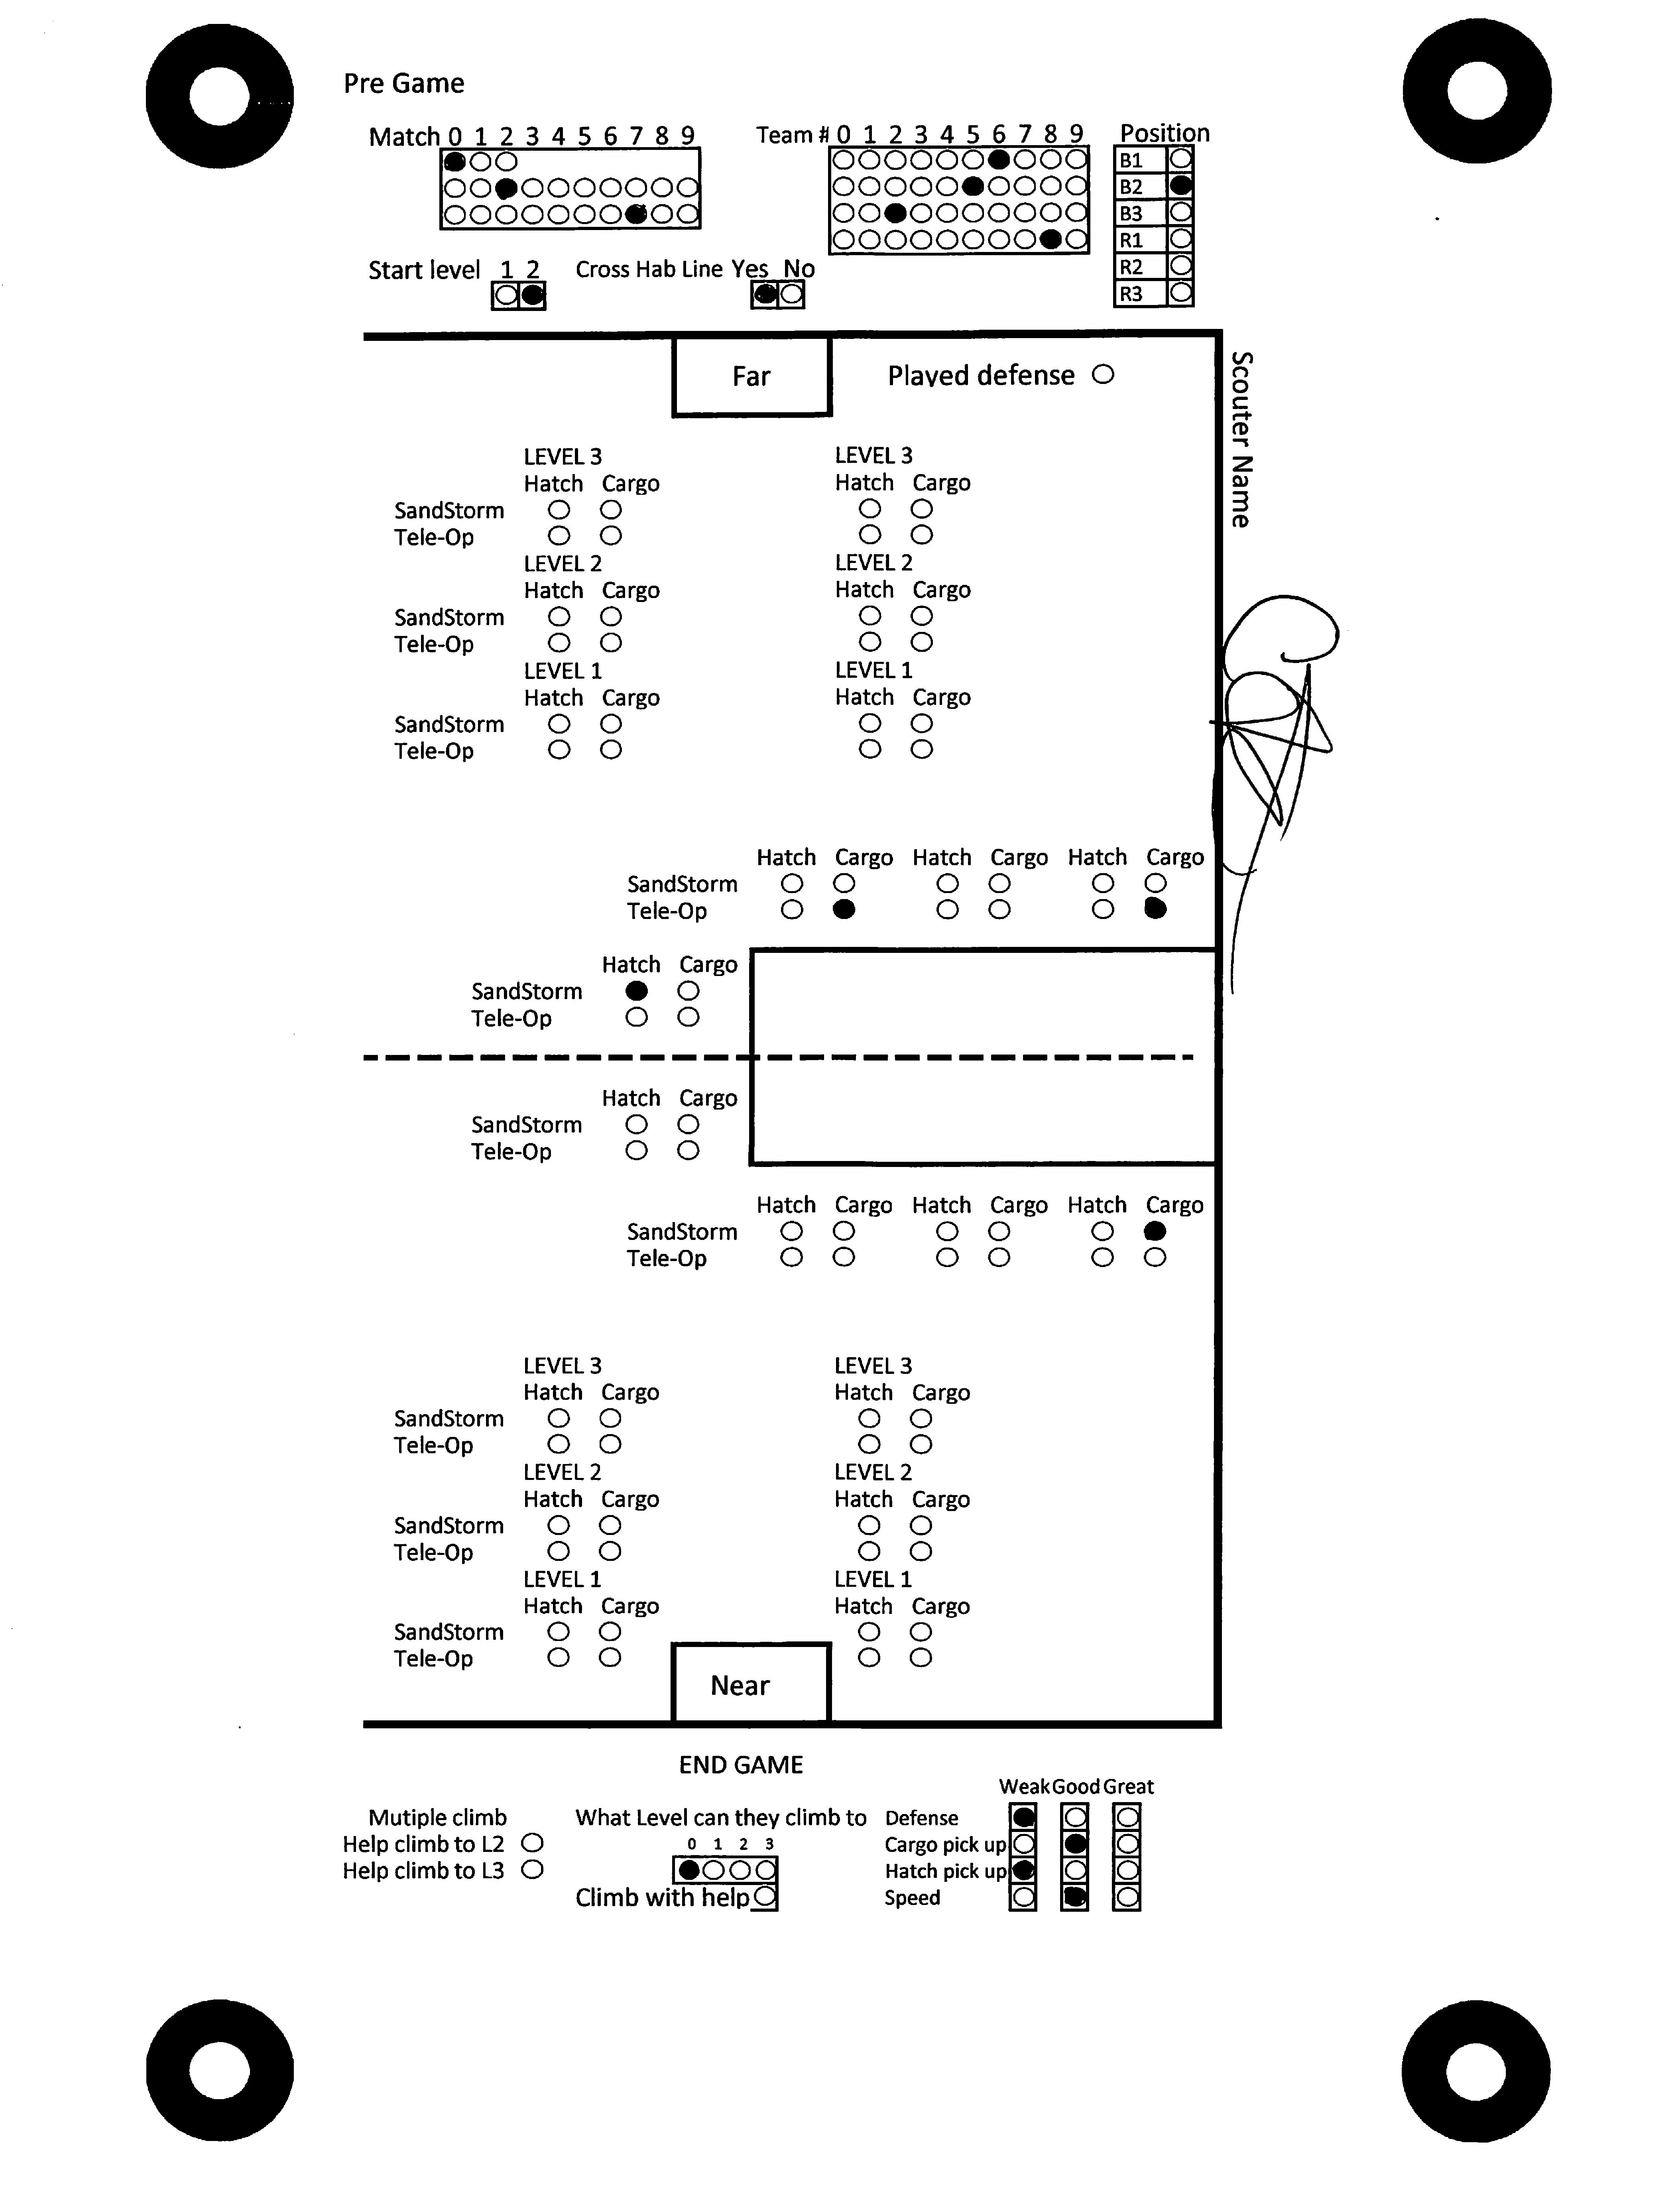 Pre Game
Match 0 1 2 3 4 5 6 7 8 9
Team # 0 1 2 3 4 5 6 7 8 9
Position
B1
B2
B3
R1
R2
R3
Start level 1 2
Cross Hab Line Yes No
Far
Played defense
Scouter Name
LEVEL 3 LEVEL 3
Hatch Cargo Hatch Cargo
SandStorm
Tele-Op
LEVEL 2 LEVEL 2
Hatch Cargo Hatch Cargo
SandStorm
Tele-Op
LEVEL 1 LEVEL 1
Hatch Cargo Hatch Cargo
SandStorm
Tele-Op
Hatch Cargo Hatch Cargo Hatch Cargo
SandStorm
Tele-Op
Hatch Cargo
SandStorm
Tele-Op
Hatch Cargo
SandStorm
Tele-Op
Hatch Cargo Hatch Cargo Hatch Cargo
SandStorm
Tele-Op
LEVEL 3 LEVEL 3
Hatch Cargo Hatch Cargo
SandStorm
Tele-Op
LEVEL 2 LEVEL 2
Hatch Cargo Hatch Cargo
SandStorm
Tele-Op
LEVEL 1 LEVEL 1
Hatch Cargo Hatch Cargo
SandStorm
Tele-Op
Near
END GAME
Mutiple climb
Help climb to L2
Help climb to L3
What Level can they climb to
0 1 2 3
Climb with help
Weak Good Great
Defense
Cargo pick up
Hatch pick up
Speed